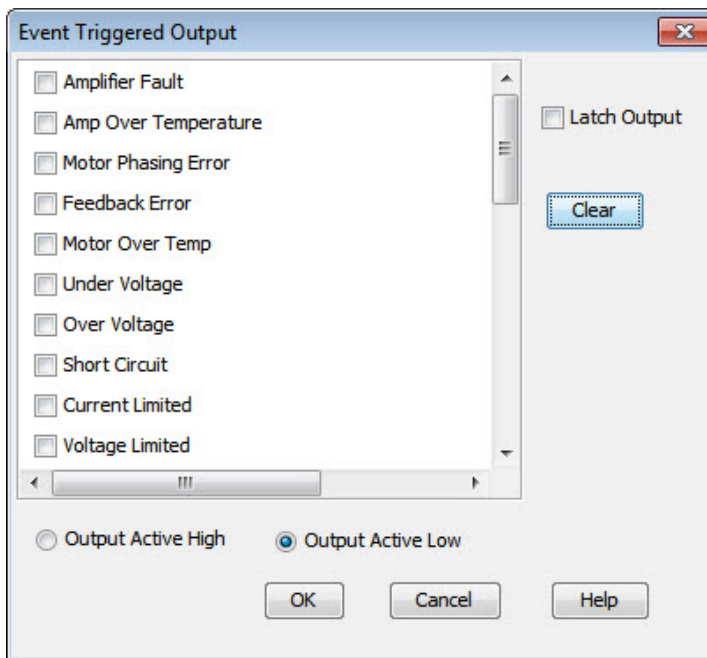 Event Triggered Output
Amplifier Fault
Amp Over Temperature
Motor Phasing Error
Feedback Error
Motor Over Temp
Under Voltage
Over Voltage
Short Circuit
Current Limited
Voltage Limited
Latch Output
Clear
Output Active High
Output Active Low
OK
Cancel
Help